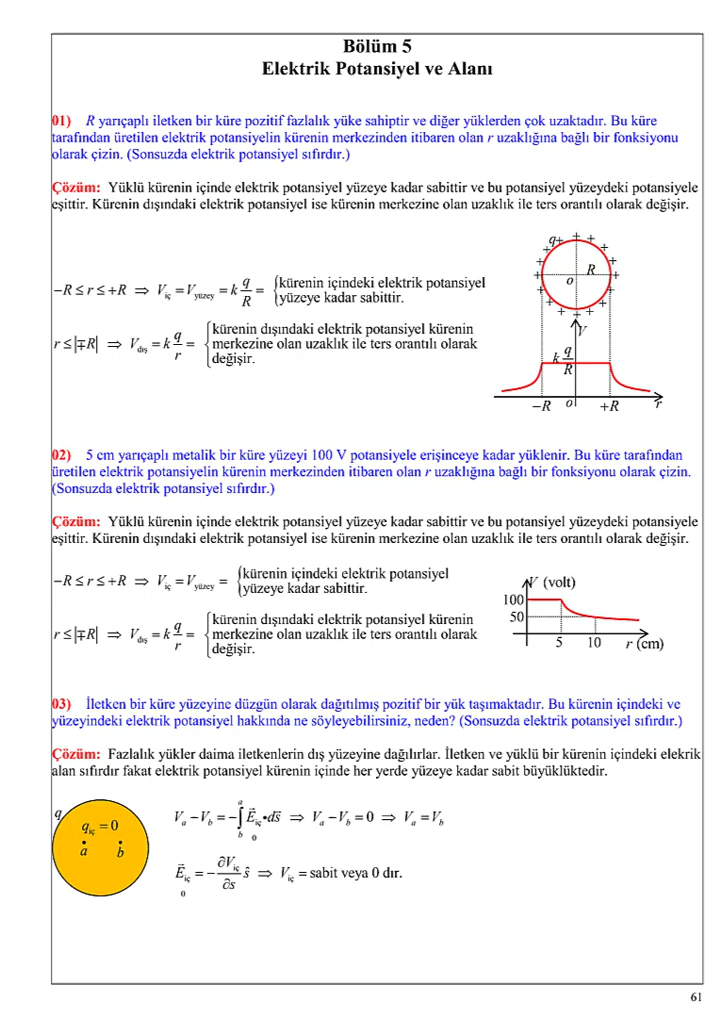 Bölüm 5
Elektrik Potansiyel ve Alanı
01) R yarıçaplı iletken bir küre pozitif fazlalık yüke sahiptir ve diğer yüklerden çok uzaktadır. Bu küre
tarafından üretilen elektrik potansiyelin kürenin merkezinden itibaren olan r uzaklığına bağlı bir fonksiyonu
olarak çizin. (Sonsuzda elektrik potansiyel sıfırdır.)
Çözüm: Yüklü kürenin içinde elektrik potansiyel yüzeye kadar sabittir ve bu potansiyel yüzeydeki potansiyele
eşittir. Kürenin dışındaki elektrik potansiyel ise kürenin merkezine olan uzaklık ile ters orantılı olarak değişir.
q+ + + + + + + + + + + + + + +
R
o
−R ≤ r ≤ +R ⇒ V_iç = V_yüzey = k q/R = {kürenin içindeki elektrik potansiyel
yüzeye kadar sabittir.
r ≤ |∓R| ⇒ V_dış = k q/r = {kürenin dışındaki elektrik potansiyel kürenin
merkezine olan uzaklık ile ters orantılı olarak
değişir.
V
k q/R
−R o +R r
02) 5 cm yarıçaplı metalik bir küre yüzeyi 100 V potansiyele erişinceye kadar yüklenir. Bu küre tarafından
üretilen elektrik potansiyelin kürenin merkezinden itibaren olan r uzaklığına bağlı bir fonksiyonu olarak çizin.
(Sonsuzda elektrik potansiyel sıfırdır.)
Çözüm: Yüklü kürenin içinde elektrik potansiyel yüzeye kadar sabittir ve bu potansiyel yüzeydeki potansiyele
eşittir. Kürenin dışındaki elektrik potansiyel ise kürenin merkezine olan uzaklık ile ters orantılı olarak değişir.
−R ≤ r ≤ +R ⇒ V_iç = V_yüzey = {kürenin içindeki elektrik potansiyel
yüzeye kadar sabittir.
r ≤ |∓R| ⇒ V_dış = k q/r = {kürenin dışındaki elektrik potansiyel kürenin
merkezine olan uzaklık ile ters orantılı olarak
değişir.
V (volt)
100
50
5 10 r (cm)
03) İletken bir küre yüzeyine düzgün olarak dağıtılmış pozitif bir yük taşımaktadır. Bu kürenin içindeki ve
yüzeyindeki elektrik potansiyel hakkında ne söyleyebilirsiniz, neden? (Sonsuzda elektrik potansiyel sıfırdır.)
Çözüm: Fazlalık yükler daima iletkenlerin dış yüzeyine dağılırlar. İletken ve yüklü bir kürenin içindeki elekrik
alan sıfırdır fakat elektrik potansiyel kürenin içinde her yerde yüzeye kadar sabit büyüklüktedir.
q
q_iç = 0
a b
V_a − V_b = −∫_b^a E⃗_iç • ds⃗ ⇒ V_a − V_b = 0 ⇒ V_a = V_b
0
E⃗_iç = − ∂V_iç/∂s ŝ ⇒ V_iç = sabit veya 0 dır.
0
61